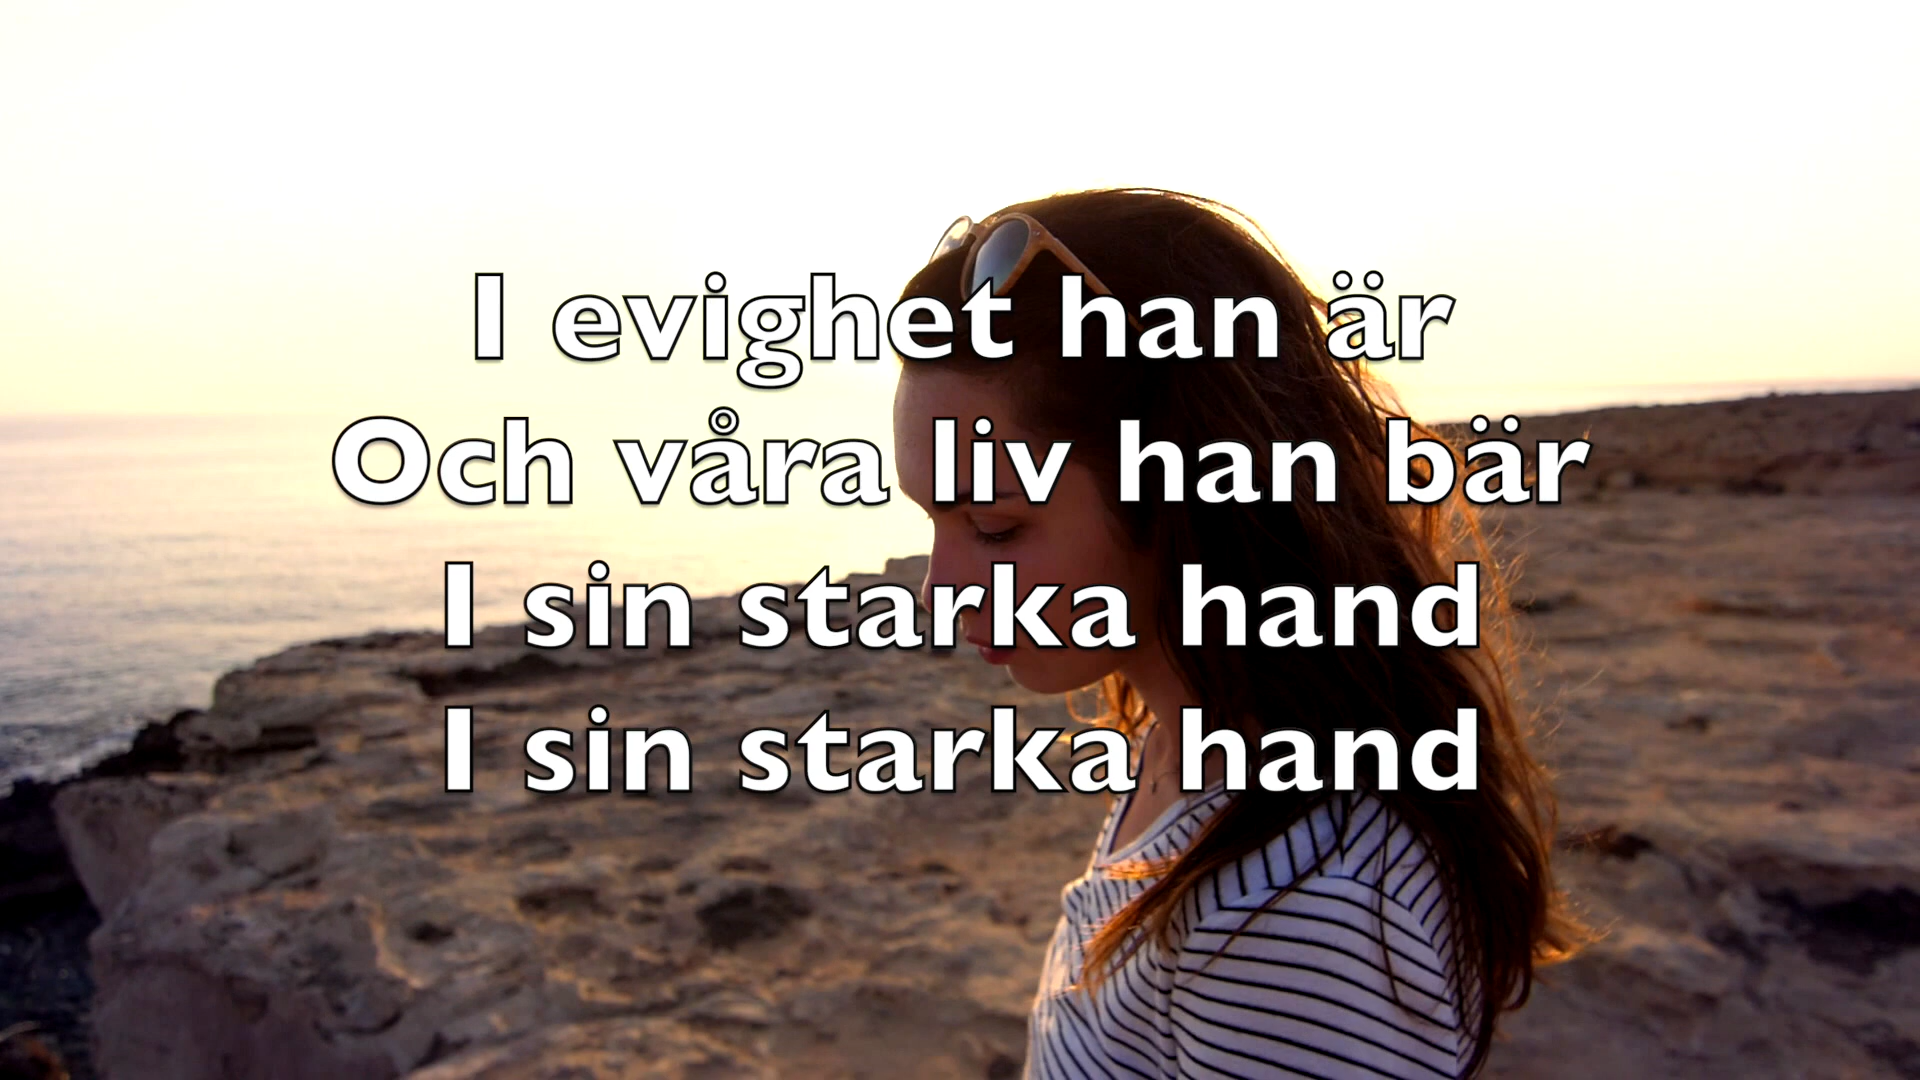 I evighet han är
Och våra liv han bär
I sin starka hand
I sin starka hand